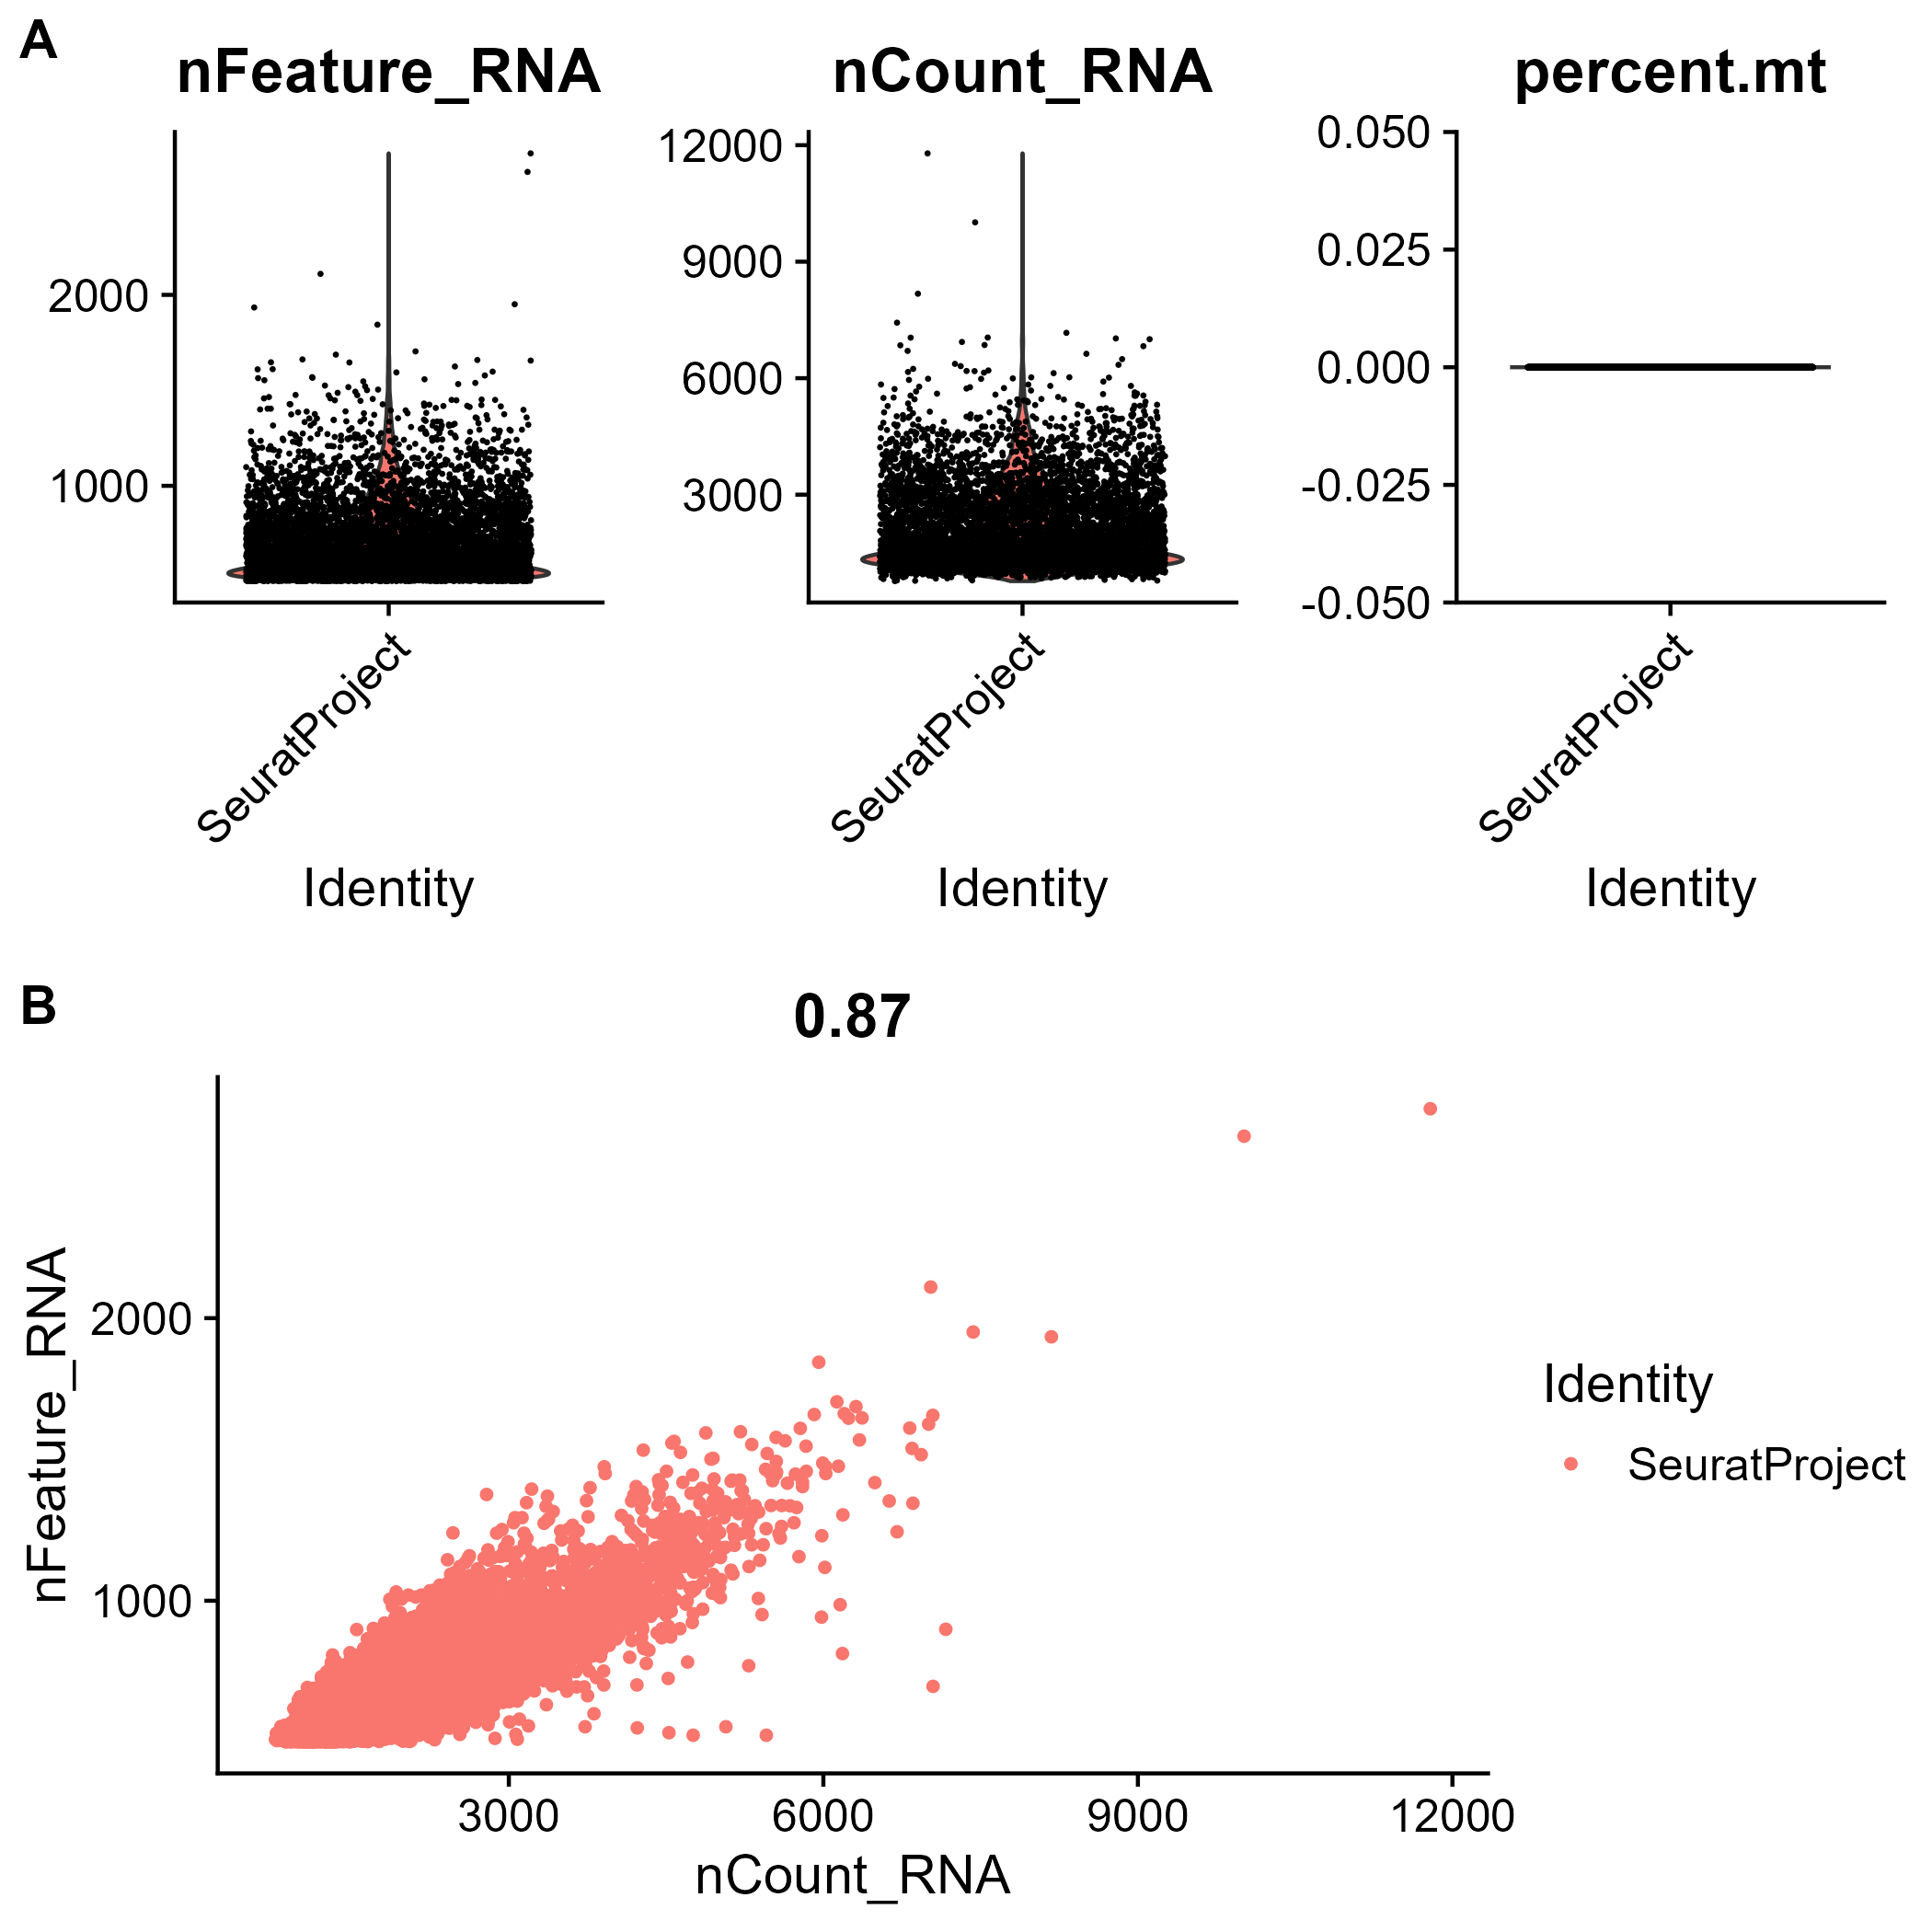 A
nFeature_RNA
nCount_RNA
percent.mt
2000
1000
12000
9000
6000
3000
0.050
0.025
0.000
-0.025
-0.050
SeuratProject
SeuratProject
SeuratProject
Identity
Identity
Identity
B
0.87
nFeature_RNA
2000
1000
3000
6000
9000
12000
nCount_RNA
Identity
SeuratProject